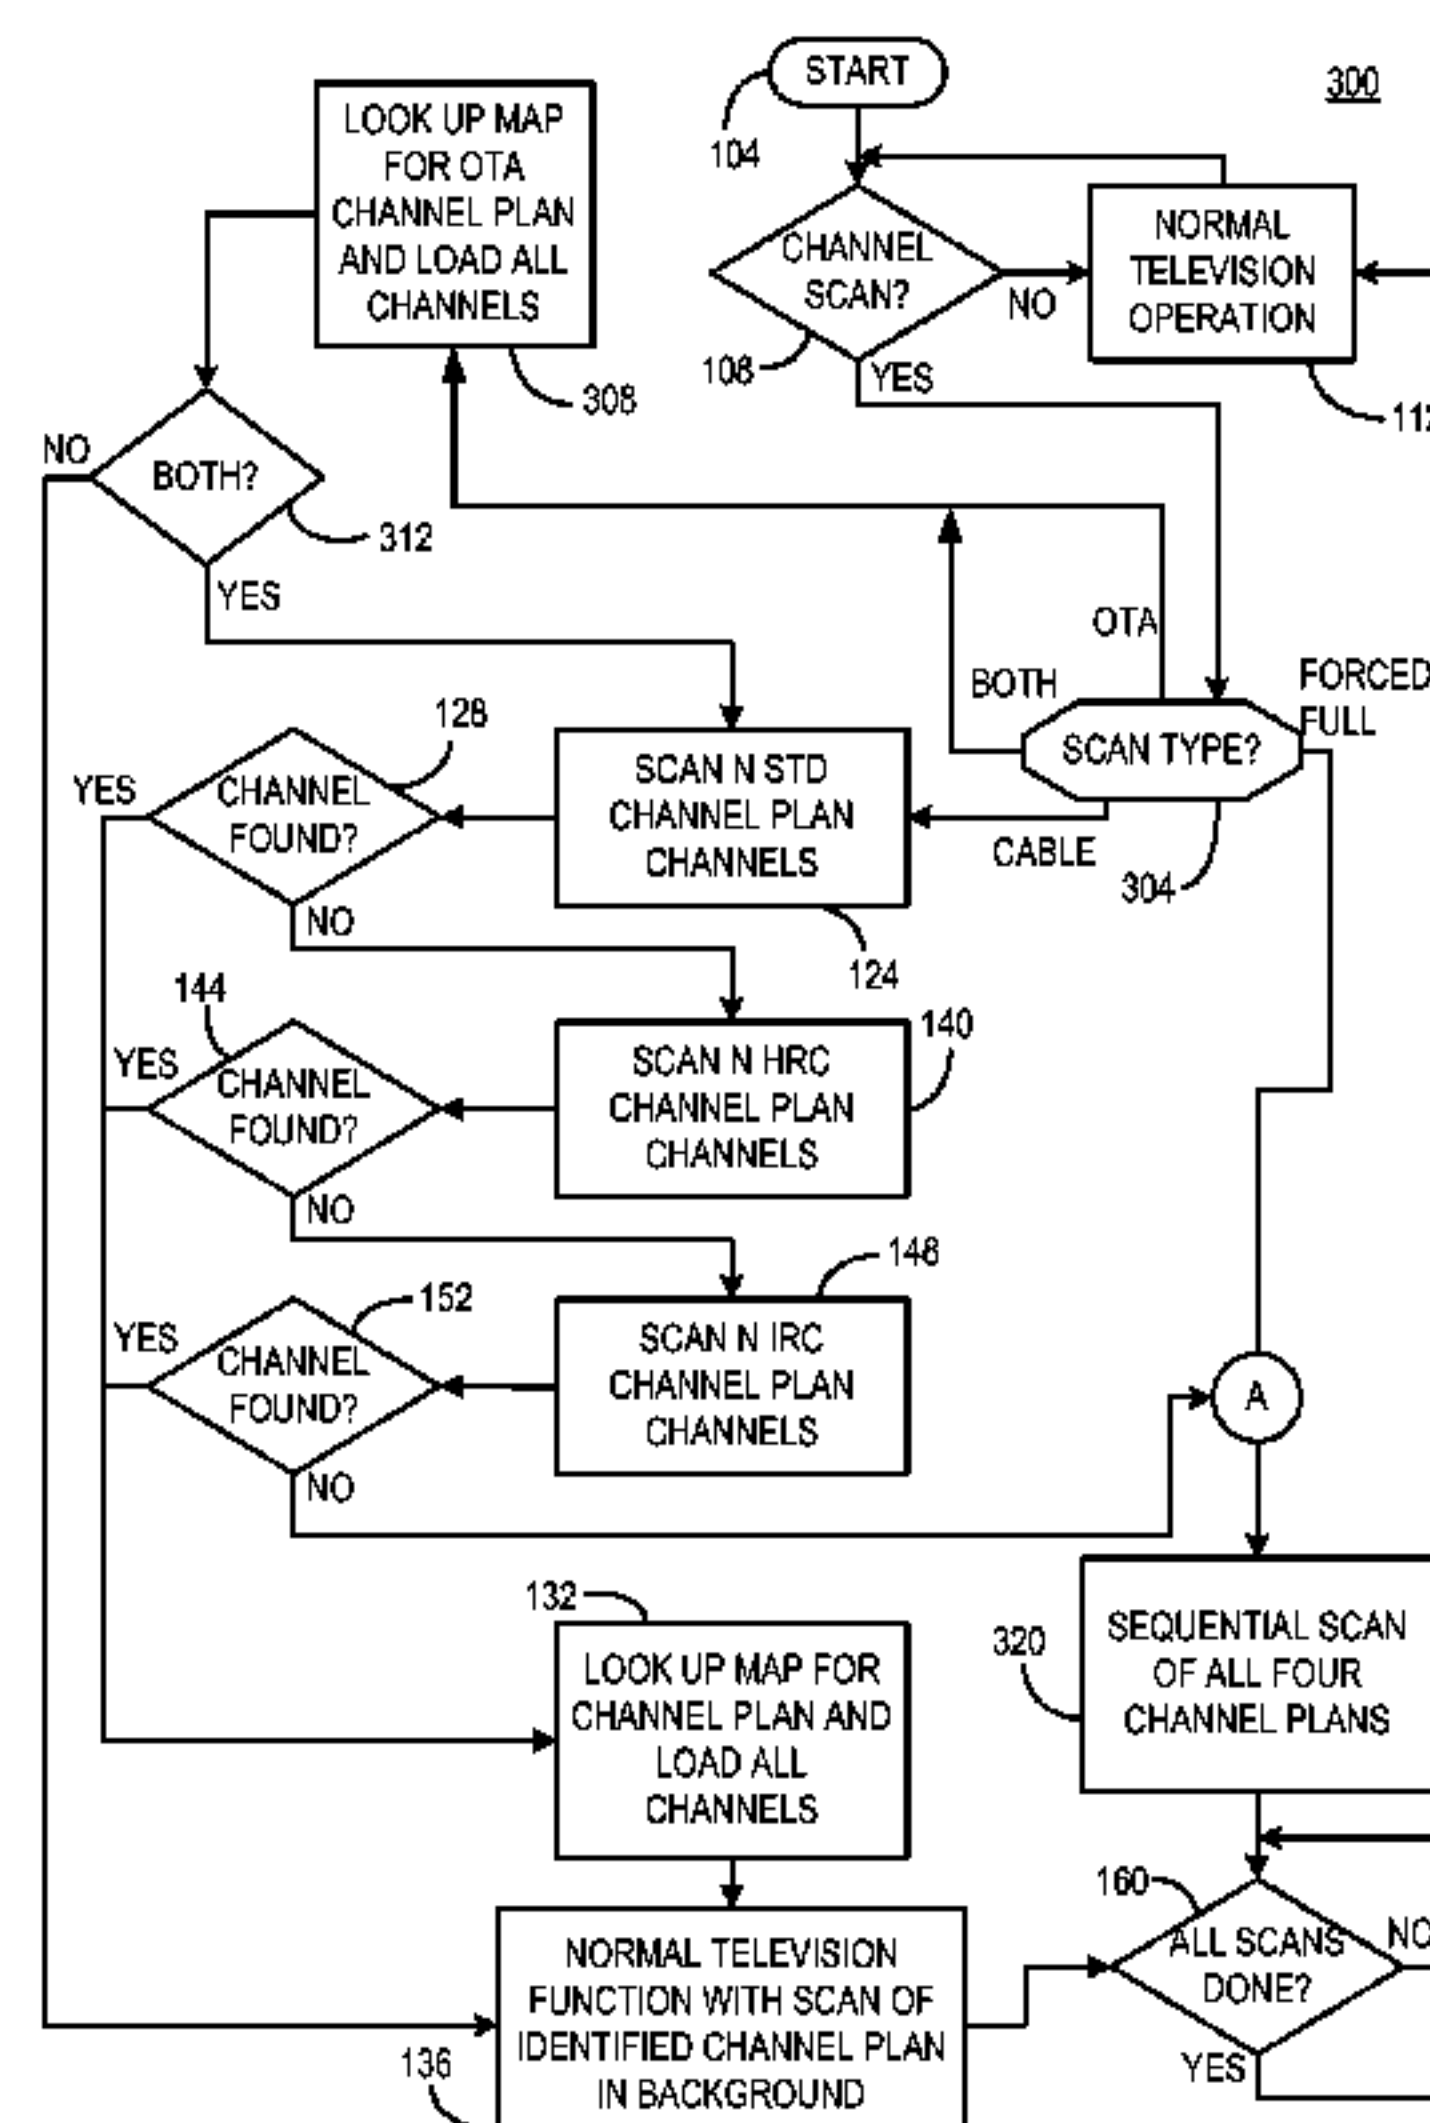 START
300
104
LOOK UP MAP
FOR OTA
CHANNEL PLAN
AND LOAD ALL
CHANNELS
308
CHANNEL
SCAN?
108
NO
YES
NORMAL
TELEVISION
OPERATION
112
NO
BOTH?
312
YES
OTA
BOTH
FORCED
FULL
SCAN TYPE?
CABLE
304
128
YES
CHANNEL
FOUND?
NO
SCAN N STD
CHANNEL PLAN
CHANNELS
124
144
YES
CHANNEL
FOUND?
NO
SCAN N HRC
CHANNEL PLAN
CHANNELS
140
152
YES
CHANNEL
FOUND?
NO
SCAN N IRC
CHANNEL PLAN
CHANNELS
148
A
132
LOOK UP MAP FOR
CHANNEL PLAN AND
LOAD ALL
CHANNELS
320
SEQUENTIAL SCAN
OF ALL FOUR
CHANNEL PLANS
160
ALL SCANS
DONE?
NO
YES
NORMAL TELEVISION
FUNCTION WITH SCAN OF
IDENTIFIED CHANNEL PLAN
IN BACKGROUND
136